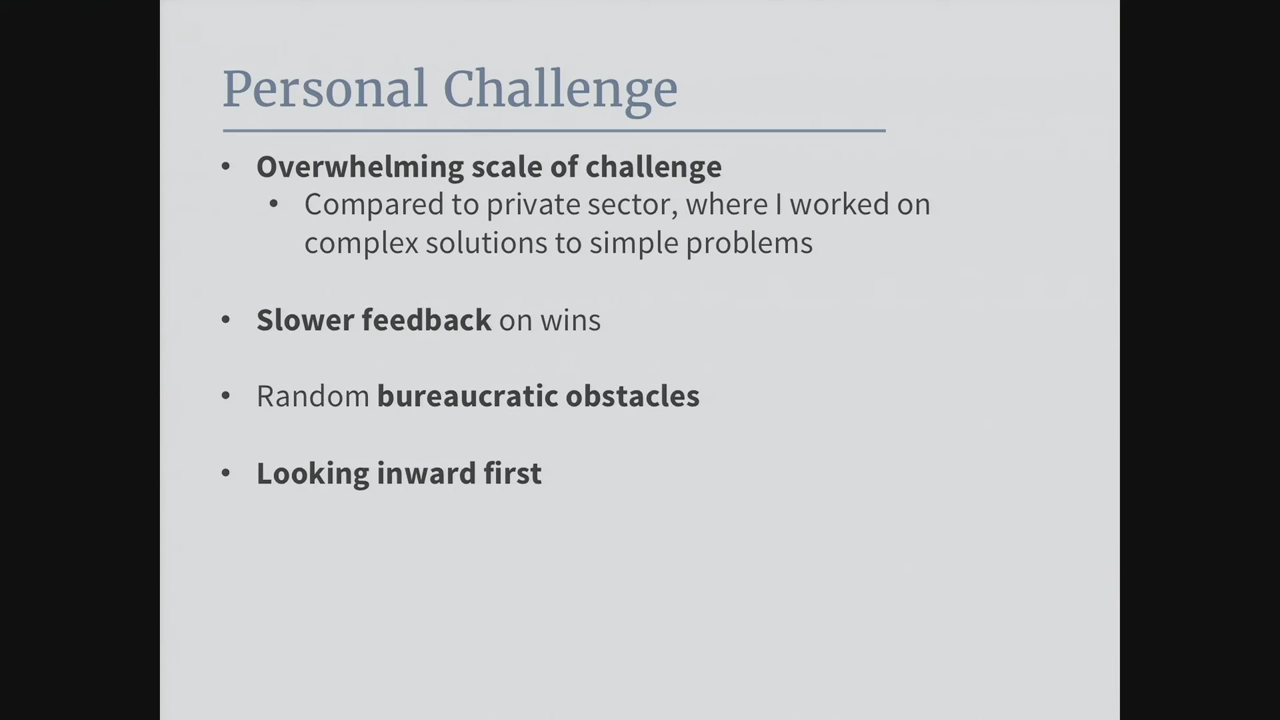 Personal Challenge
• Overwhelming scale of challenge
• Compared to private sector, where I worked on
complex solutions to simple problems
• Slower feedback on wins
• Random bureaucratic obstacles
• Looking inward first